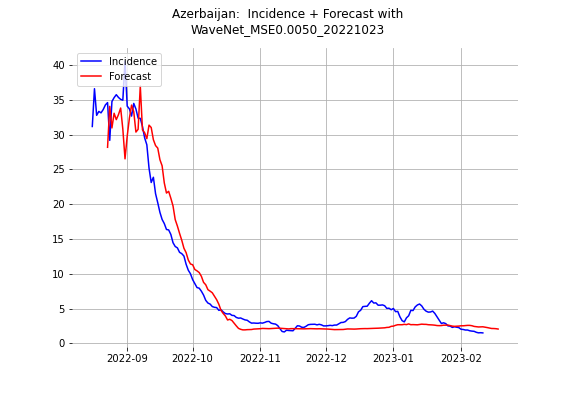 Azerbaijan:  Incidence + Forecast with
WaveNet_MSE0.0050_20221023
Incidence
Forecast
40
35
30
25
20
15
10
5
0
2022-09 2022-10 2022-11 2022-12 2023-01 2023-02